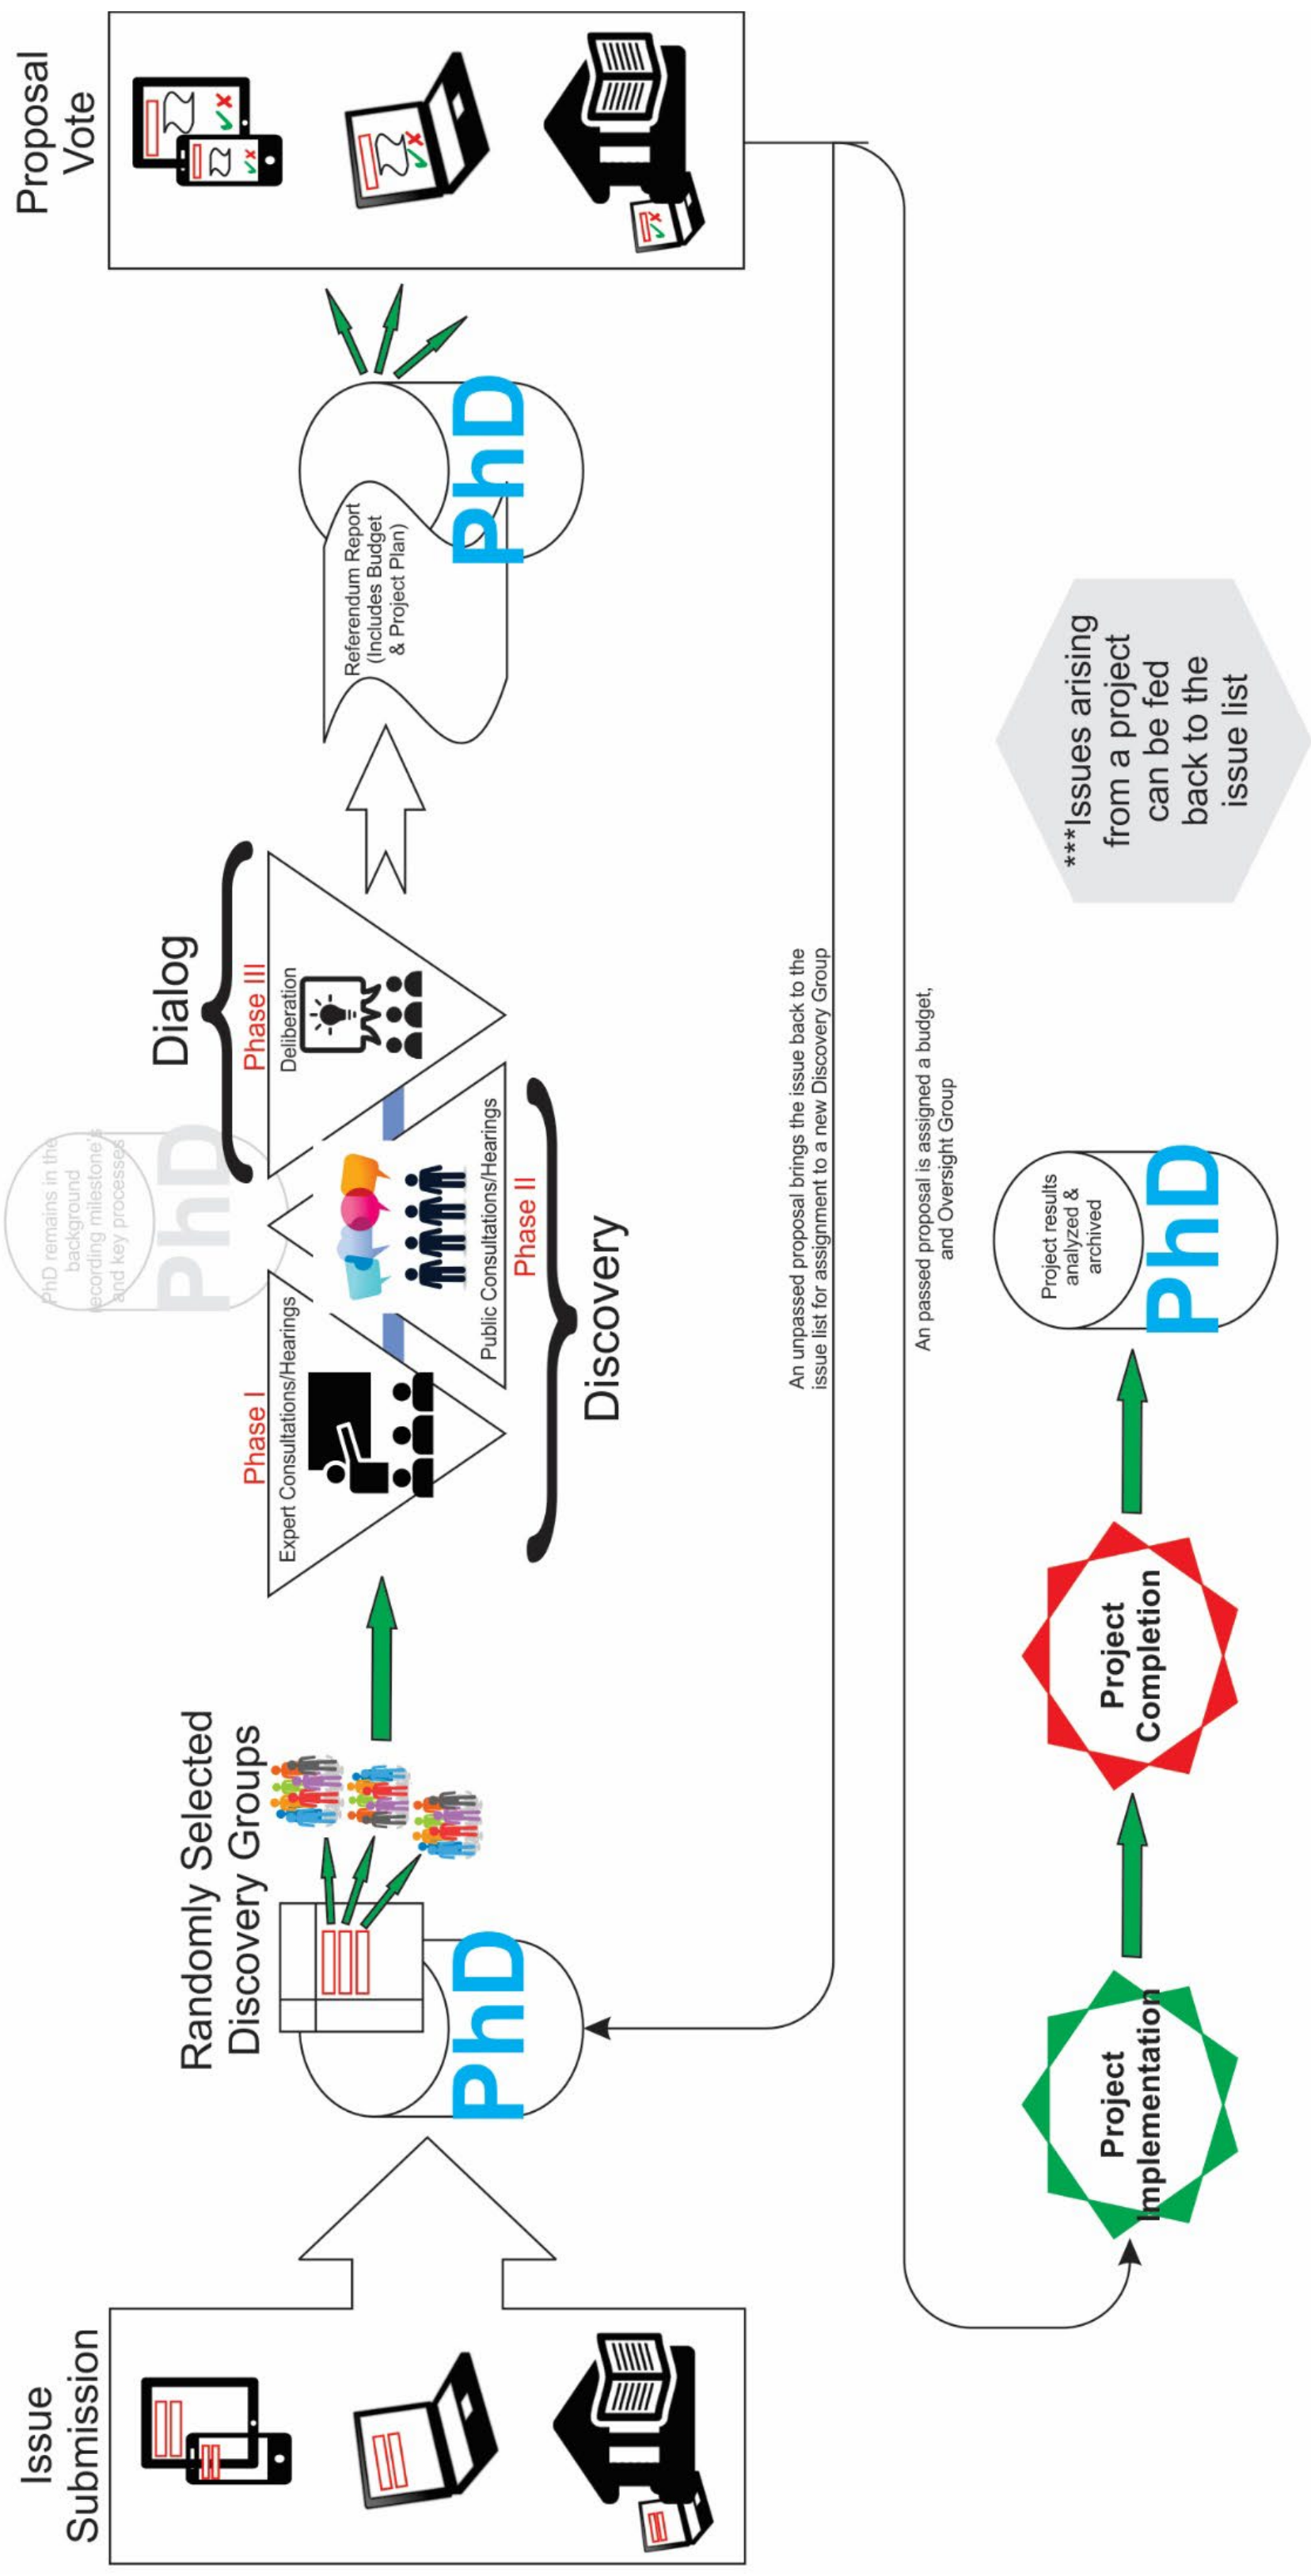 Issue
Submission
Randomly Selected
Discovery Groups
PhD
Phase I
Expert Consultations/Hearings
Public Consultations/Hearings
Phase II
Discovery
PhD remains in the
background
recording milestone's
and key processes
PhD
Dialog
Phase III
Deliberation
Referendum Report
(Includes Budget
& Project Plan)
PhD
Proposal
Vote
An unpassed proposal brings the issue back to the
issue list for assignment to a new Discovery Group
An passed proposal is assigned a budget,
and Oversight Group
Project
Implementation
Project
Completion
Project results
analyzed &
archived
PhD
***Issues arising
from a project
can be fed
back to the
issue list